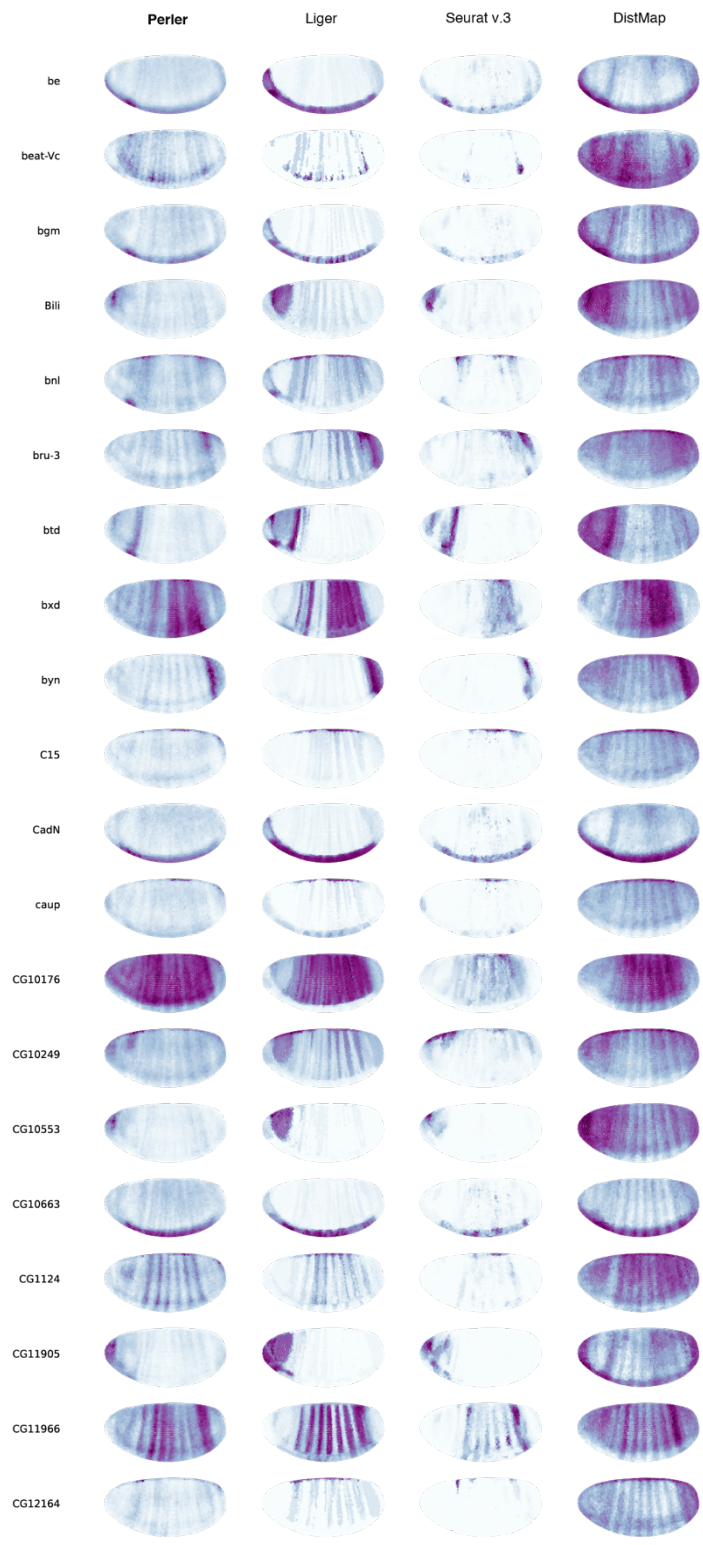 Perler Liger Seurat v.3 DistMap
be
beat-Vc
bgm
Bili
bnl
bru-3
btd
bxd
byn
C15
CadN
caup
CG10176
CG10249
CG10553
CG10663
CG1124
CG11905
CG11966
CG12164